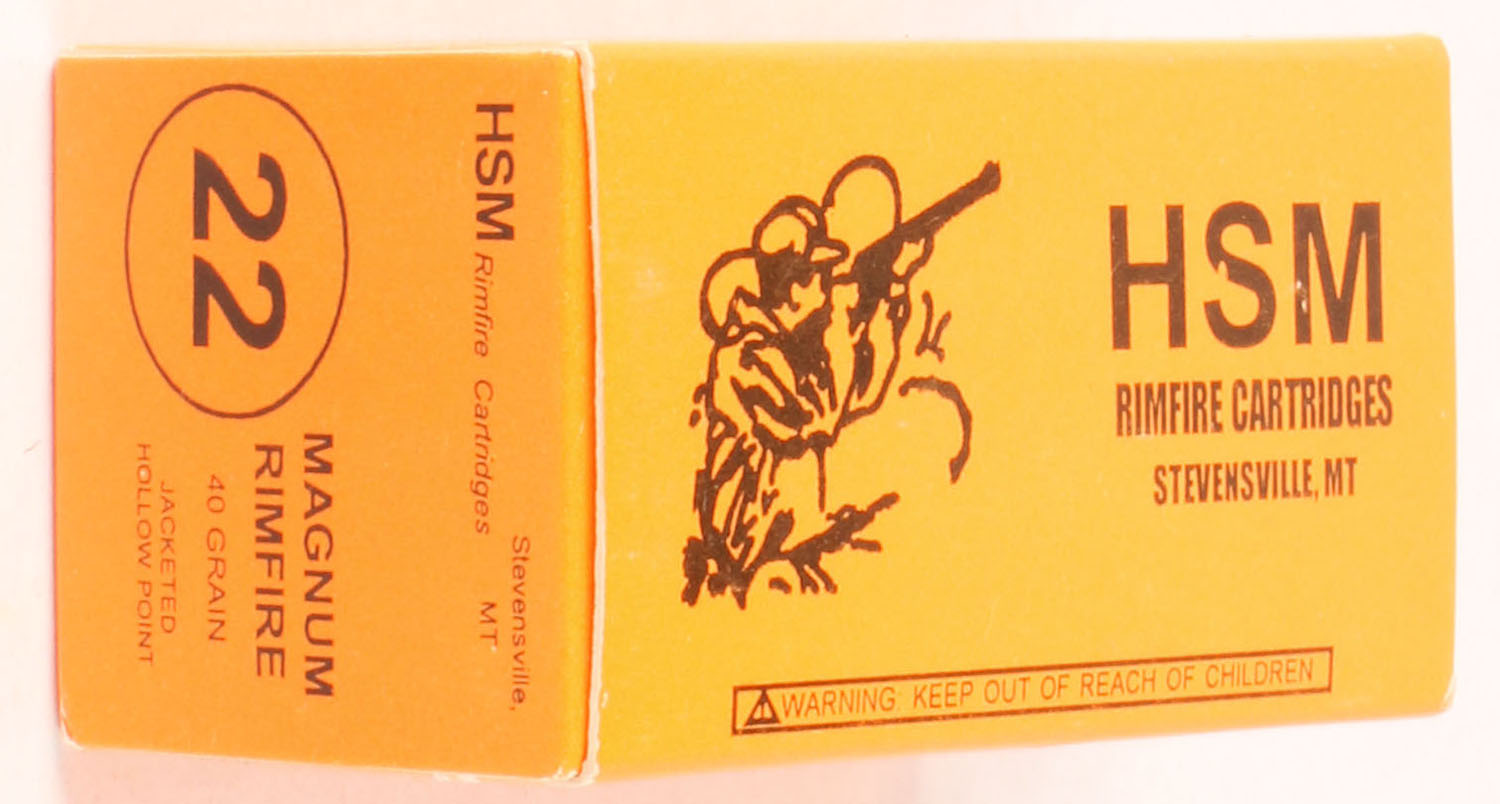 HSM
RIMFIRE CARTRIDGES
STEVENSVILLE, MT
WARNING: KEEP OUT OF REACH OF CHILDREN
HSM Rimfire Cartridges
Stevensville,
MT
22
MAGNUM
RIMFIRE
40 GRAIN
JACKETED
HOLLOW POINT